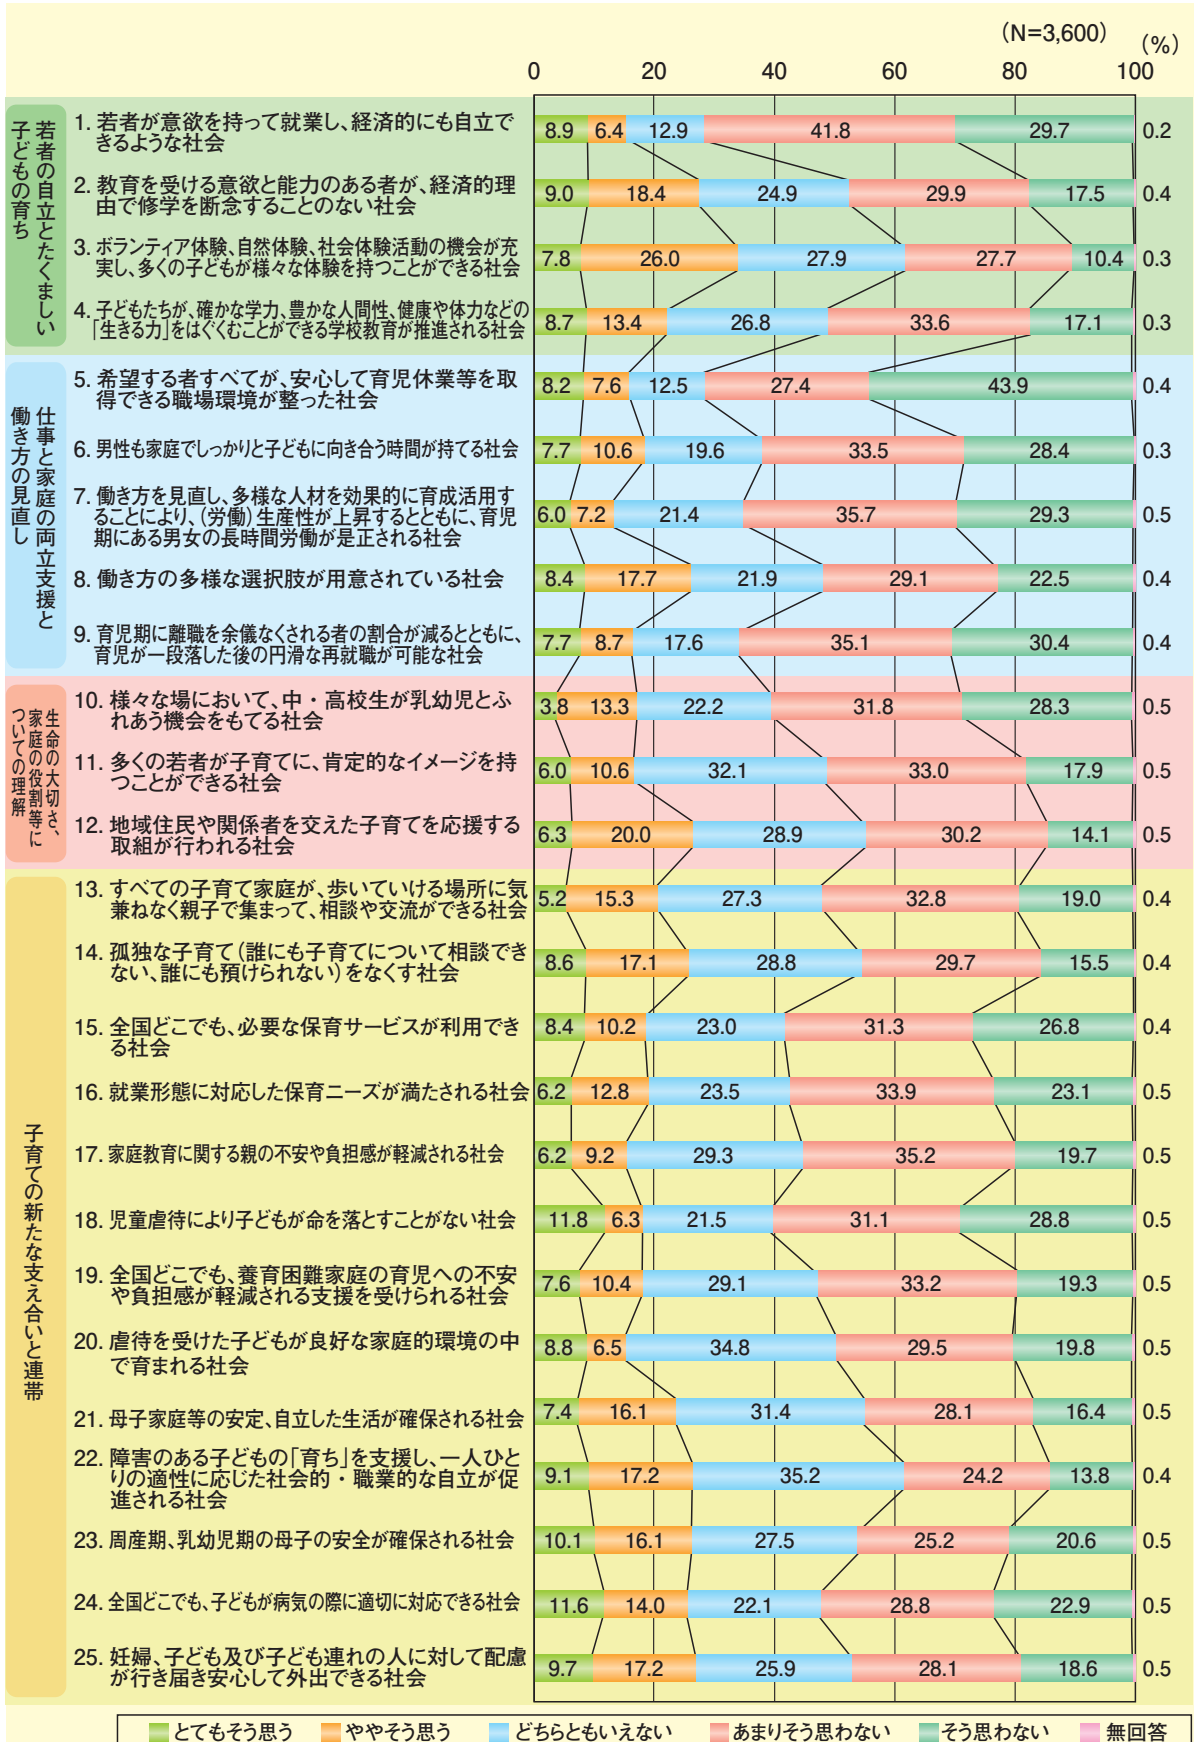 (N=3,600)
(%)
0 20 40 60 80 100
若者の自立とたくましい
子どもの育ち
1. 若者が意欲を持って就業し、経済的にも自立で
きるような社会
8.9 6.4 12.9 41.8 29.7 0.2
2. 教育を受ける意欲と能力のある者が、経済的理
由で修学を断念することのない社会
9.0 18.4 24.9 29.9 17.5 0.4
3. ボランティア体験、自然体験、社会体験活動の機会が充
実し、多くの子どもが様々な体験を持つことができる社会
7.8 26.0 27.9 27.7 10.4 0.3
4. 子どもたちが、確かな学力、豊かな人間性、健康や体力などの
「生きる力」をはぐくむことができる学校教育が推進される社会
8.7 13.4 26.8 33.6 17.1 0.3
仕事と家庭の両立支援と
働き方の見直し
5. 希望する者すべてが、安心して育児休業等を取
得できる職場環境が整った社会
8.2 7.6 12.5 27.4 43.9 0.4
6. 男性も家庭でしっかりと子どもに向き合う時間が持てる社会
7.7 10.6 19.6 33.5 28.4 0.3
7. 働き方を見直し、多様な人材を効果的に育成活用す
ることにより、(労働)生産性が上昇するとともに、育児
期にある男女の長時間労働が是正される社会
6.0 7.2 21.4 35.7 29.3 0.5
8. 働き方の多様な選択肢が用意されている社会
8.4 17.7 21.9 29.1 22.5 0.4
9. 育児期に離職を余儀なくされる者の割合が減るとともに、
育児が一段落した後の円滑な再就職が可能な社会
7.7 8.7 17.6 35.1 30.4 0.4
生命の大切さ、
家庭の役割等に
ついての理解
10. 様々な場において、中・高校生が乳幼児とふ
れあう機会をもてる社会
3.8 13.3 22.2 31.8 28.3 0.5
11. 多くの若者が子育てに、肯定的なイメージを持
つことができる社会
6.0 10.6 32.1 33.0 17.9 0.5
12. 地域住民や関係者を交えた子育てを応援する
取組が行われる社会
6.3 20.0 28.9 30.2 14.1 0.5
子育ての新たな支え合いと連帯
13. すべての子育て家庭が、歩いていける場所に気
兼ねなく親子で集まって、相談や交流ができる社会
5.2 15.3 27.3 32.8 19.0 0.4
14. 孤独な子育て(誰にも子育てについて相談でき
ない、誰にも預けられない)をなくす社会
8.6 17.1 28.8 29.7 15.5 0.4
15. 全国どこでも、必要な保育サービスが利用でき
る社会
8.4 10.2 23.0 31.3 26.8 0.4
16. 就業形態に対応した保育ニーズが満たされる社会
6.2 12.8 23.5 33.9 23.1 0.5
17. 家庭教育に関する親の不安や負担感が軽減される社会
6.2 9.2 29.3 35.2 19.7 0.5
18. 児童虐待により子どもが命を落とすことがない社会
11.8 6.3 21.5 31.1 28.8 0.5
19. 全国どこでも、養育困難家庭の育児への不安
や負担感が軽減される支援を受けられる社会
7.6 10.4 29.1 33.2 19.3 0.5
20. 虐待を受けた子どもが良好な家庭的環境の中
で育まれる社会
8.8 6.5 34.8 29.5 19.8 0.5
21. 母子家庭等の安定、自立した生活が確保される社会
7.4 16.1 31.4 28.1 16.4 0.5
22. 障害のある子どもの「育ち」を支援し、一人ひと
りの適性に応じた社会的・職業的な自立が促
進される社会
9.1 17.2 35.2 24.2 13.8 0.4
23. 周産期、乳幼児期の母子の安全が確保される社会
10.1 16.1 27.5 25.2 20.6 0.5
24. 全国どこでも、子どもが病気の際に適切に対応できる社会
11.6 14.0 22.1 28.8 22.9 0.5
25. 妊婦、子ども及び子ども連れの人に対して配慮
が行き届き安心して外出できる社会
9.7 17.2 25.9 28.1 18.6 0.5
とてもそう思う ややそう思う どちらともいえない あまりそう思わない そう思わない 無回答